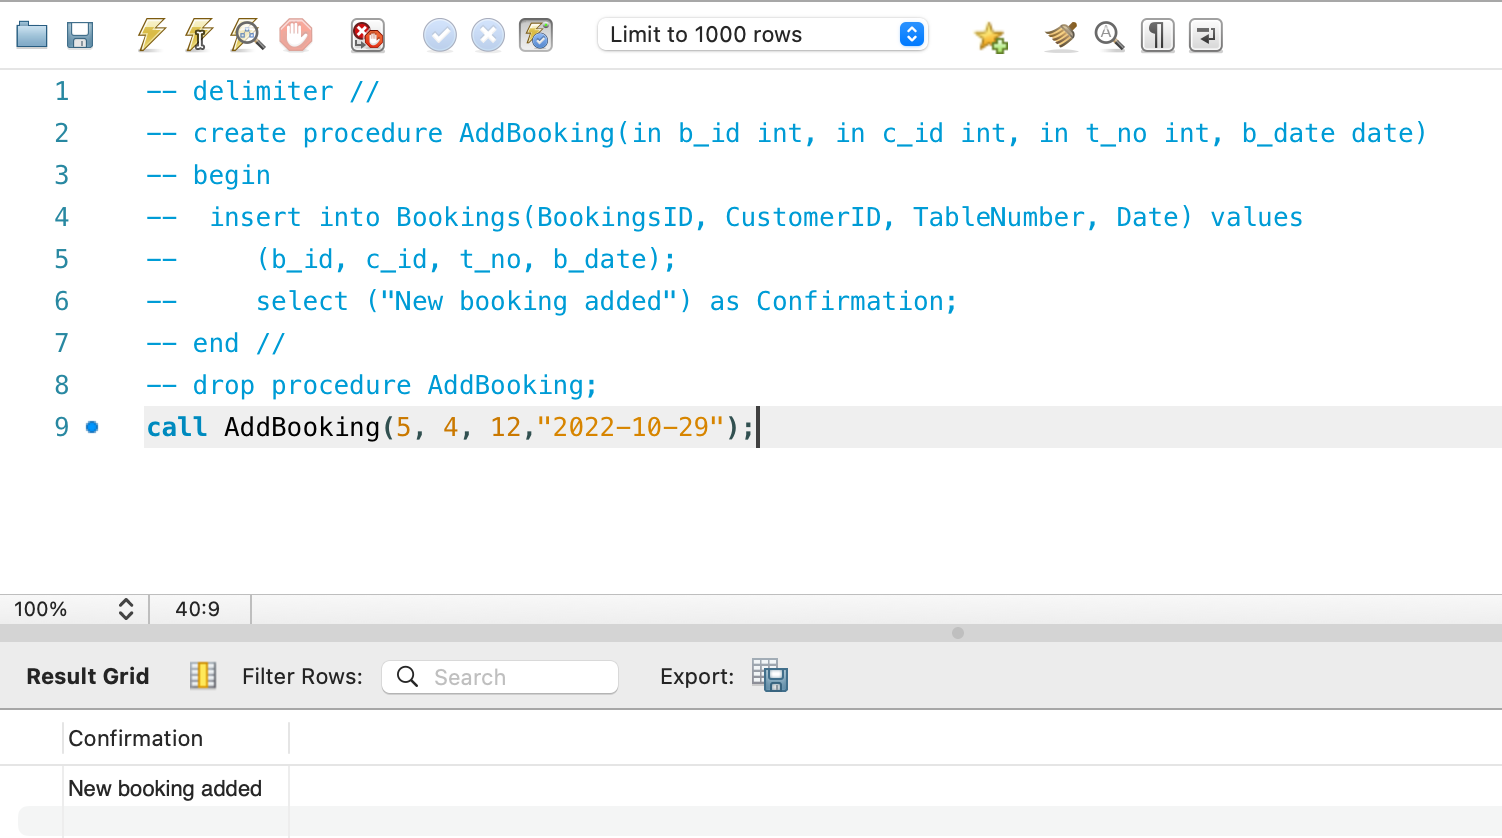 Limit to 1000 rows
1 -- delimiter //
2 -- create procedure AddBooking(in b_id int, in c_id int, in t_no int, b_date date)
3 -- begin
4 --  insert into Bookings(BookingsID, CustomerID, TableNumber, Date) values
5 --     (b_id, c_id, t_no, b_date);
6 --     select ("New booking added") as Confirmation;
7 -- end //
8 -- drop procedure AddBooking;
9 call AddBooking(5, 4, 12,"2022-10-29");
100% 40:9
Result Grid Filter Rows: Search Export:
Confirmation
New booking added